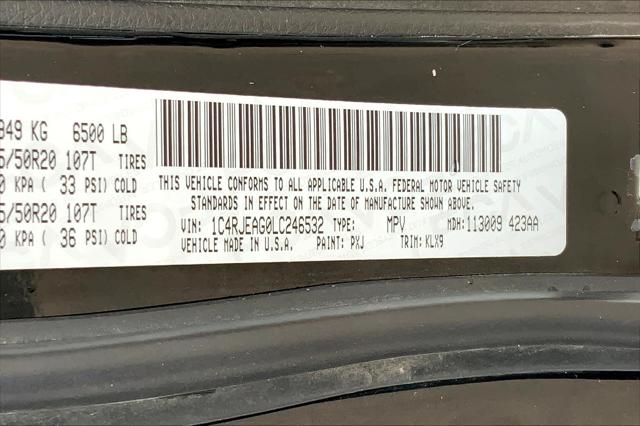 949 KG 6500 LB
5/50R20 107T TIRES
0 KPA ( 33 PSI) COLD
5/50R20 107T TIRES
0 KPA ( 36 PSI) COLD
THIS VEHICLE CONFORMS TO ALL APPLICABLE U.S.A. FEDERAL MOTOR VEHICLE SAFETY
STANDARDS IN EFFECT ON THE DATE OF MANUFACTURE SHOWN ABOVE.
VIN: 1C4RJEAG0LC246532 TYPE: MPV MDH: 113009 423AA
VEHICLE MADE IN U.S.A. PAINT: PXJ TRIM: KLX9